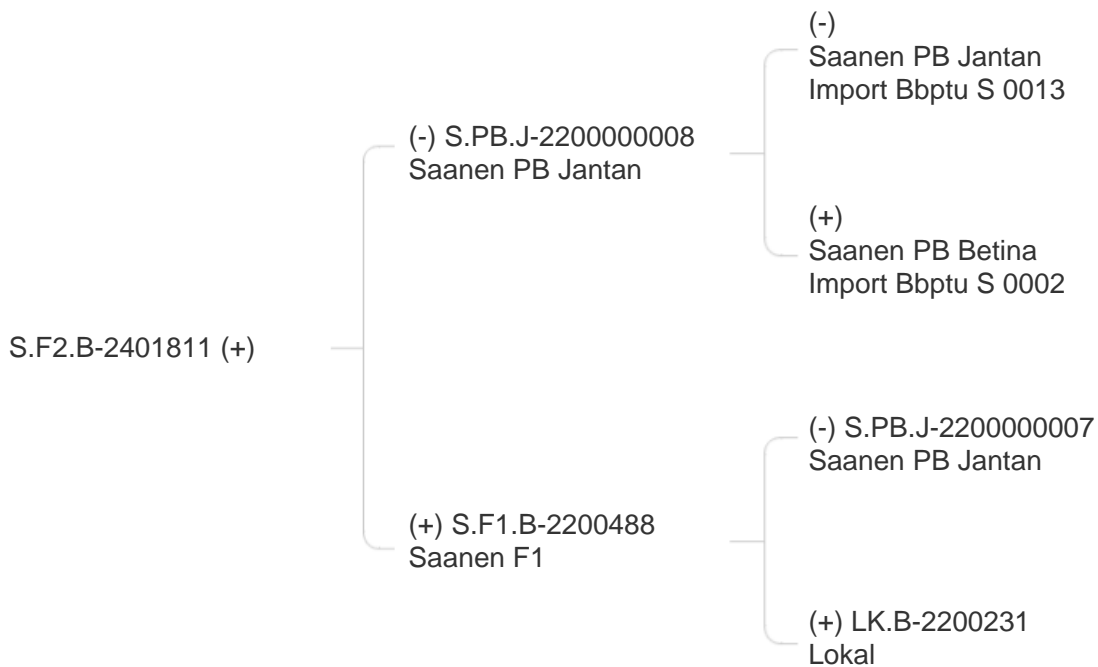 (-)
Saanen PB Jantan
Import Bbptu S 0013
(-) S.PB.J-2200000008
Saanen PB Jantan
(+)
Saanen PB Betina
Import Bbptu S 0002
S.F2.B-2401811 (+)
(-) S.PB.J-2200000007
Saanen PB Jantan
(+) S.F1.B-2200488
Saanen F1
(+) LK.B-2200231
Lokal